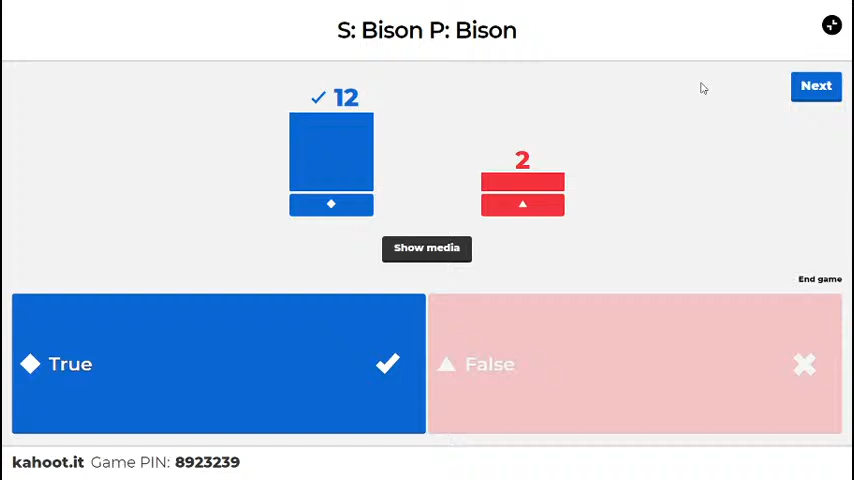 S: Bison P: Bison
Next
12
2
Show media
End game
True
False
kahoot.it Game PIN: 8923239